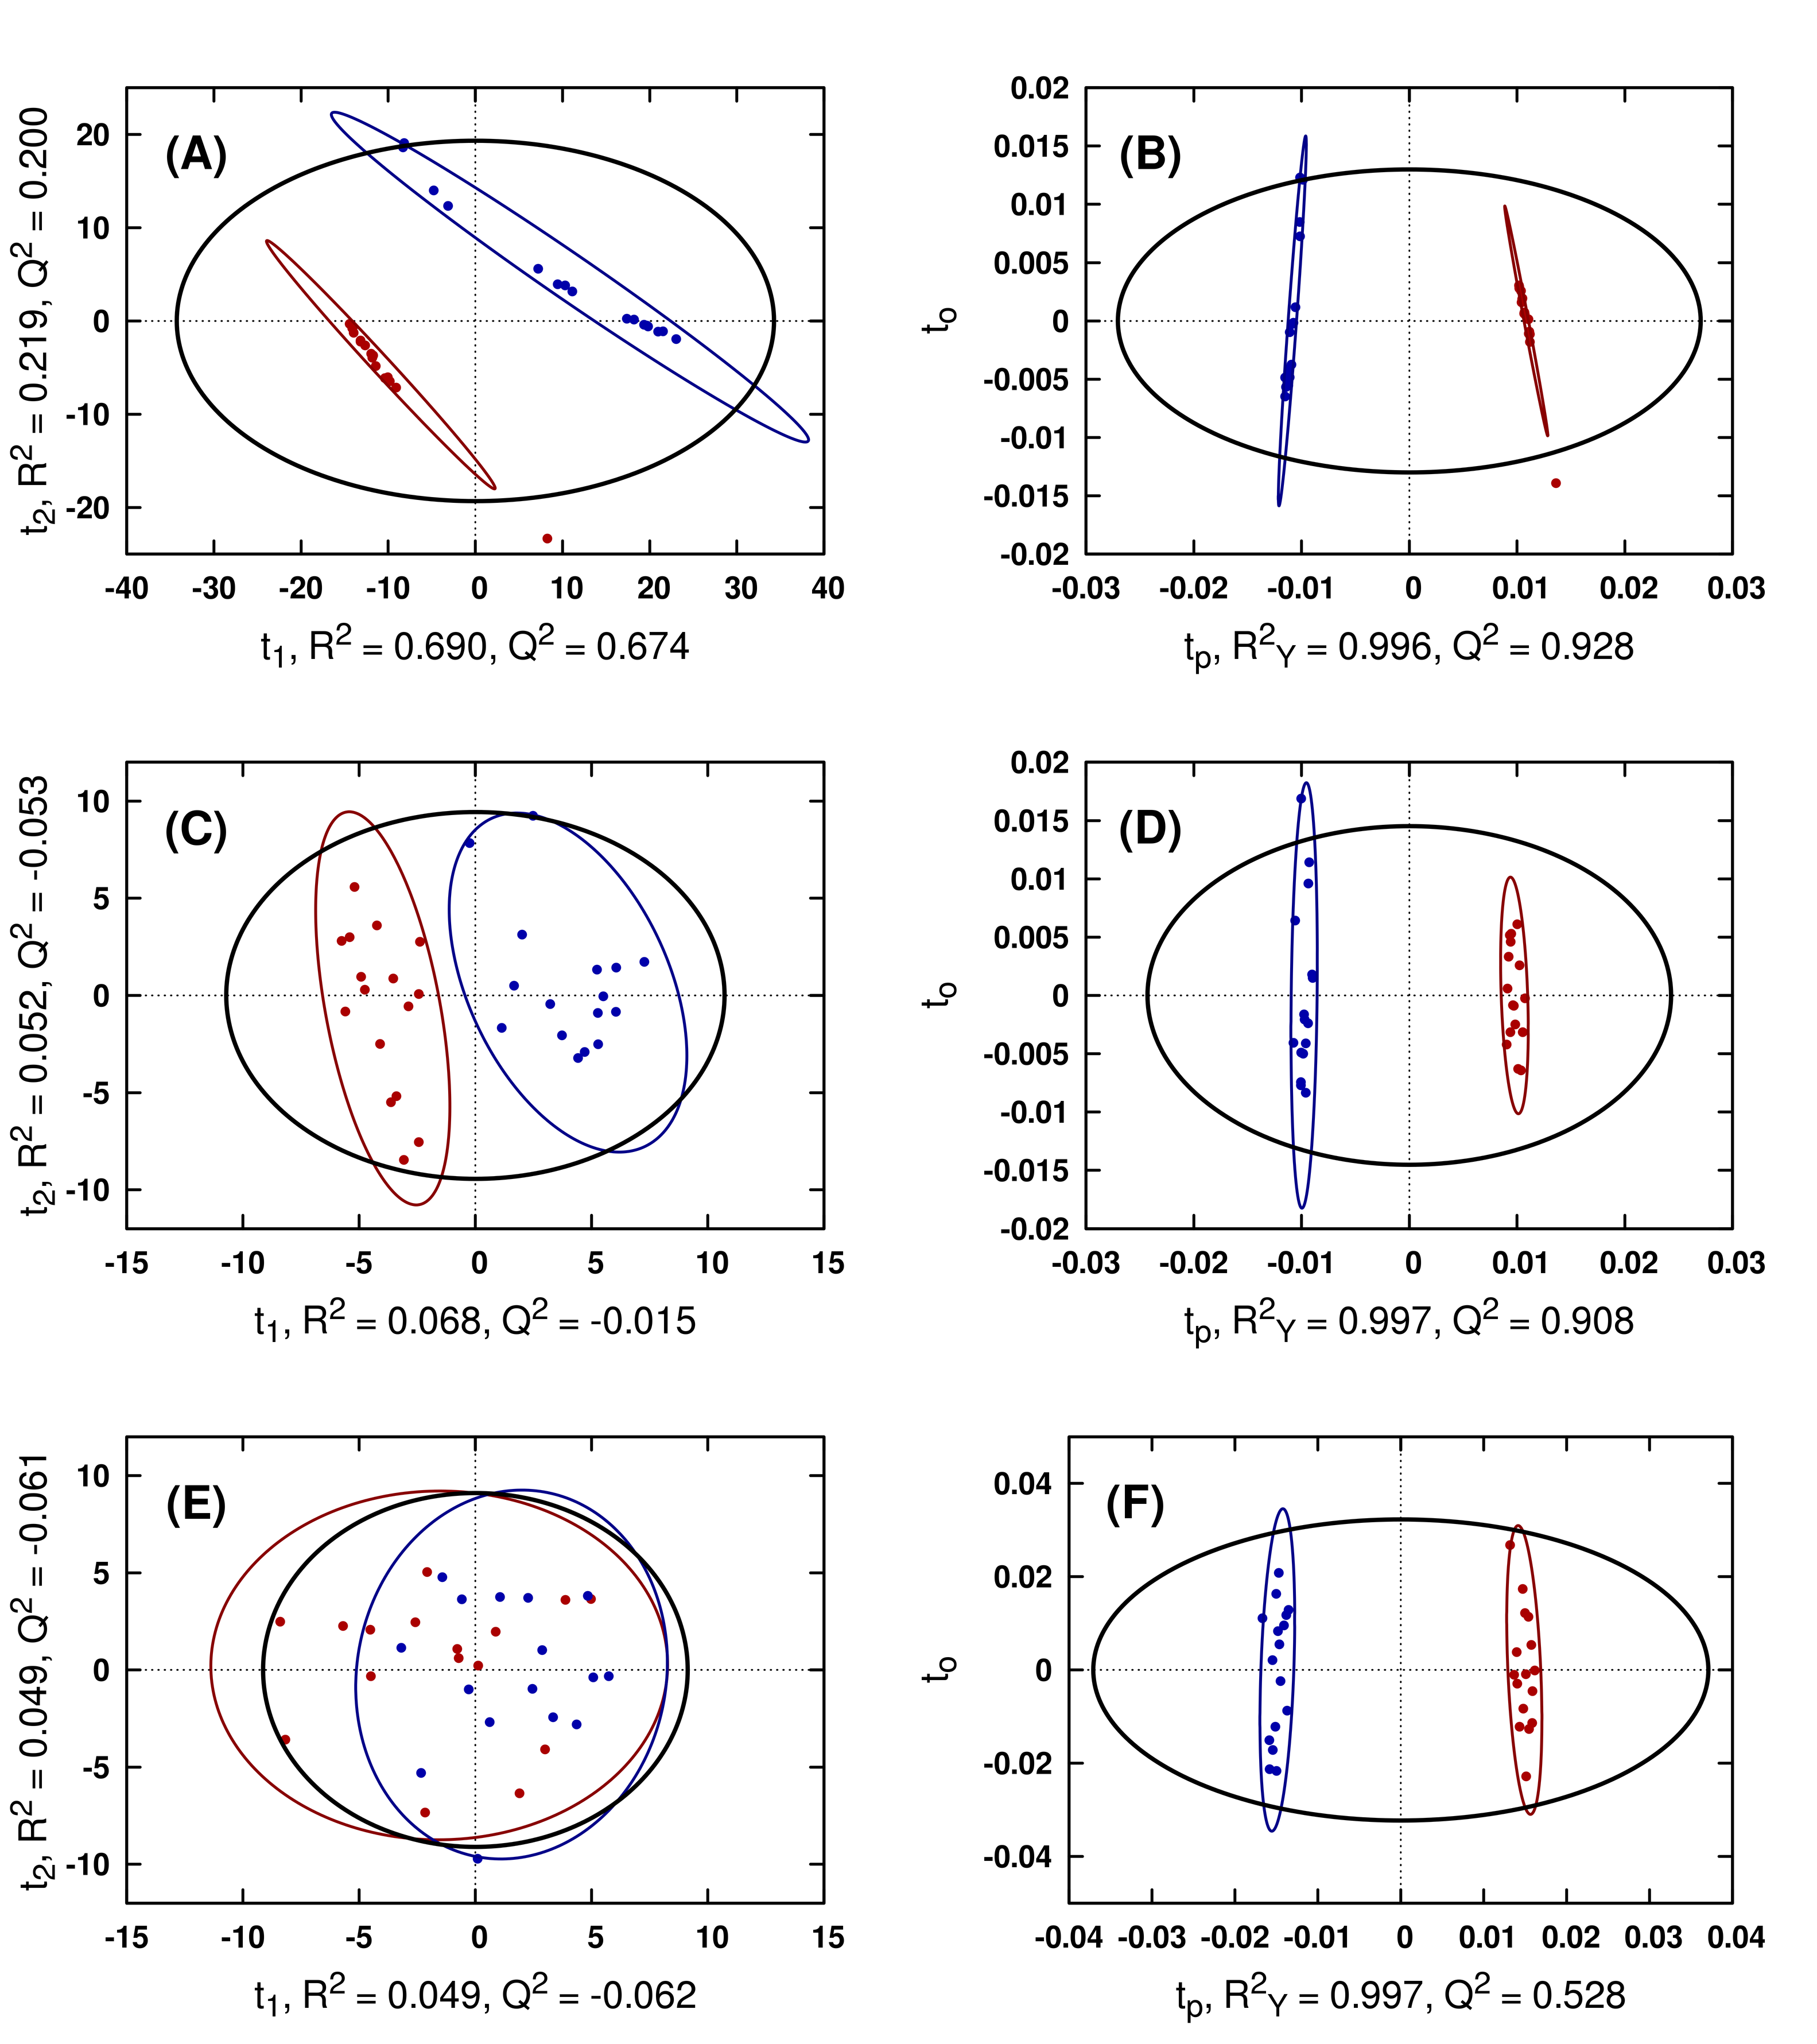 (A)
t2, R2 = 0.219, Q2 = 0.200
20
10
0
-10
-20
-40 -30 -20 -10 0 10 20 30 40
t1, R2 = 0.690, Q2 = 0.674
(B)
to
0.02
0.015
0.01
0.005
0
-0.005
-0.01
-0.015
-0.02
-0.03 -0.02 -0.01 0 0.01 0.02 0.03
tp, R2Y = 0.996, Q2 = 0.928
(C)
t2, R2 = 0.052, Q2 = -0.053
10
5
0
-5
-10
-15 -10 -5 0 5 10 15
t1, R2 = 0.068, Q2 = -0.015
(D)
to
0.02
0.015
0.01
0.005
0
-0.005
-0.01
-0.015
-0.02
-0.03 -0.02 -0.01 0 0.01 0.02 0.03
tp, R2Y = 0.997, Q2 = 0.908
(E)
t2, R2 = 0.049, Q2 = -0.061
10
5
0
-5
-10
-15 -10 -5 0 5 10 15
t1, R2 = 0.049, Q2 = -0.062
(F)
to
0.04
0.02
0
-0.02
-0.04
-0.04 -0.03 -0.02 -0.01 0 0.01 0.02 0.03 0.04
tp, R2Y = 0.997, Q2 = 0.528